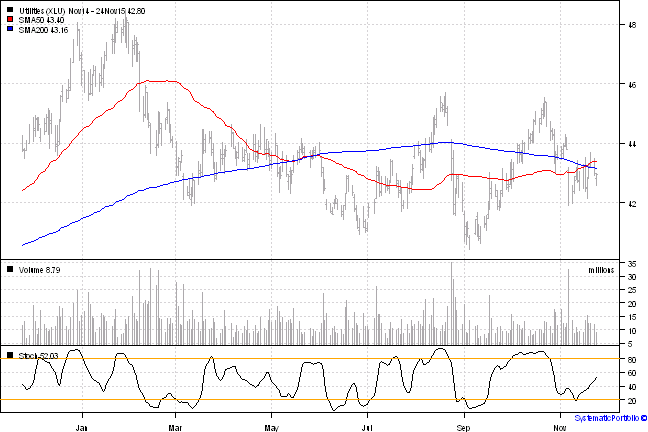 Utilities (XLU) Nov14 - 24Nov15 42.80
SMA50 43.40
SMA200 43.16
48
46
44
42
Volume 8.79
millions
35
30
25
20
15
10
5
Stoch 52.03
80
60
40
20
Jan Mar May Jul Sep Nov
SystematicPortfolio ©